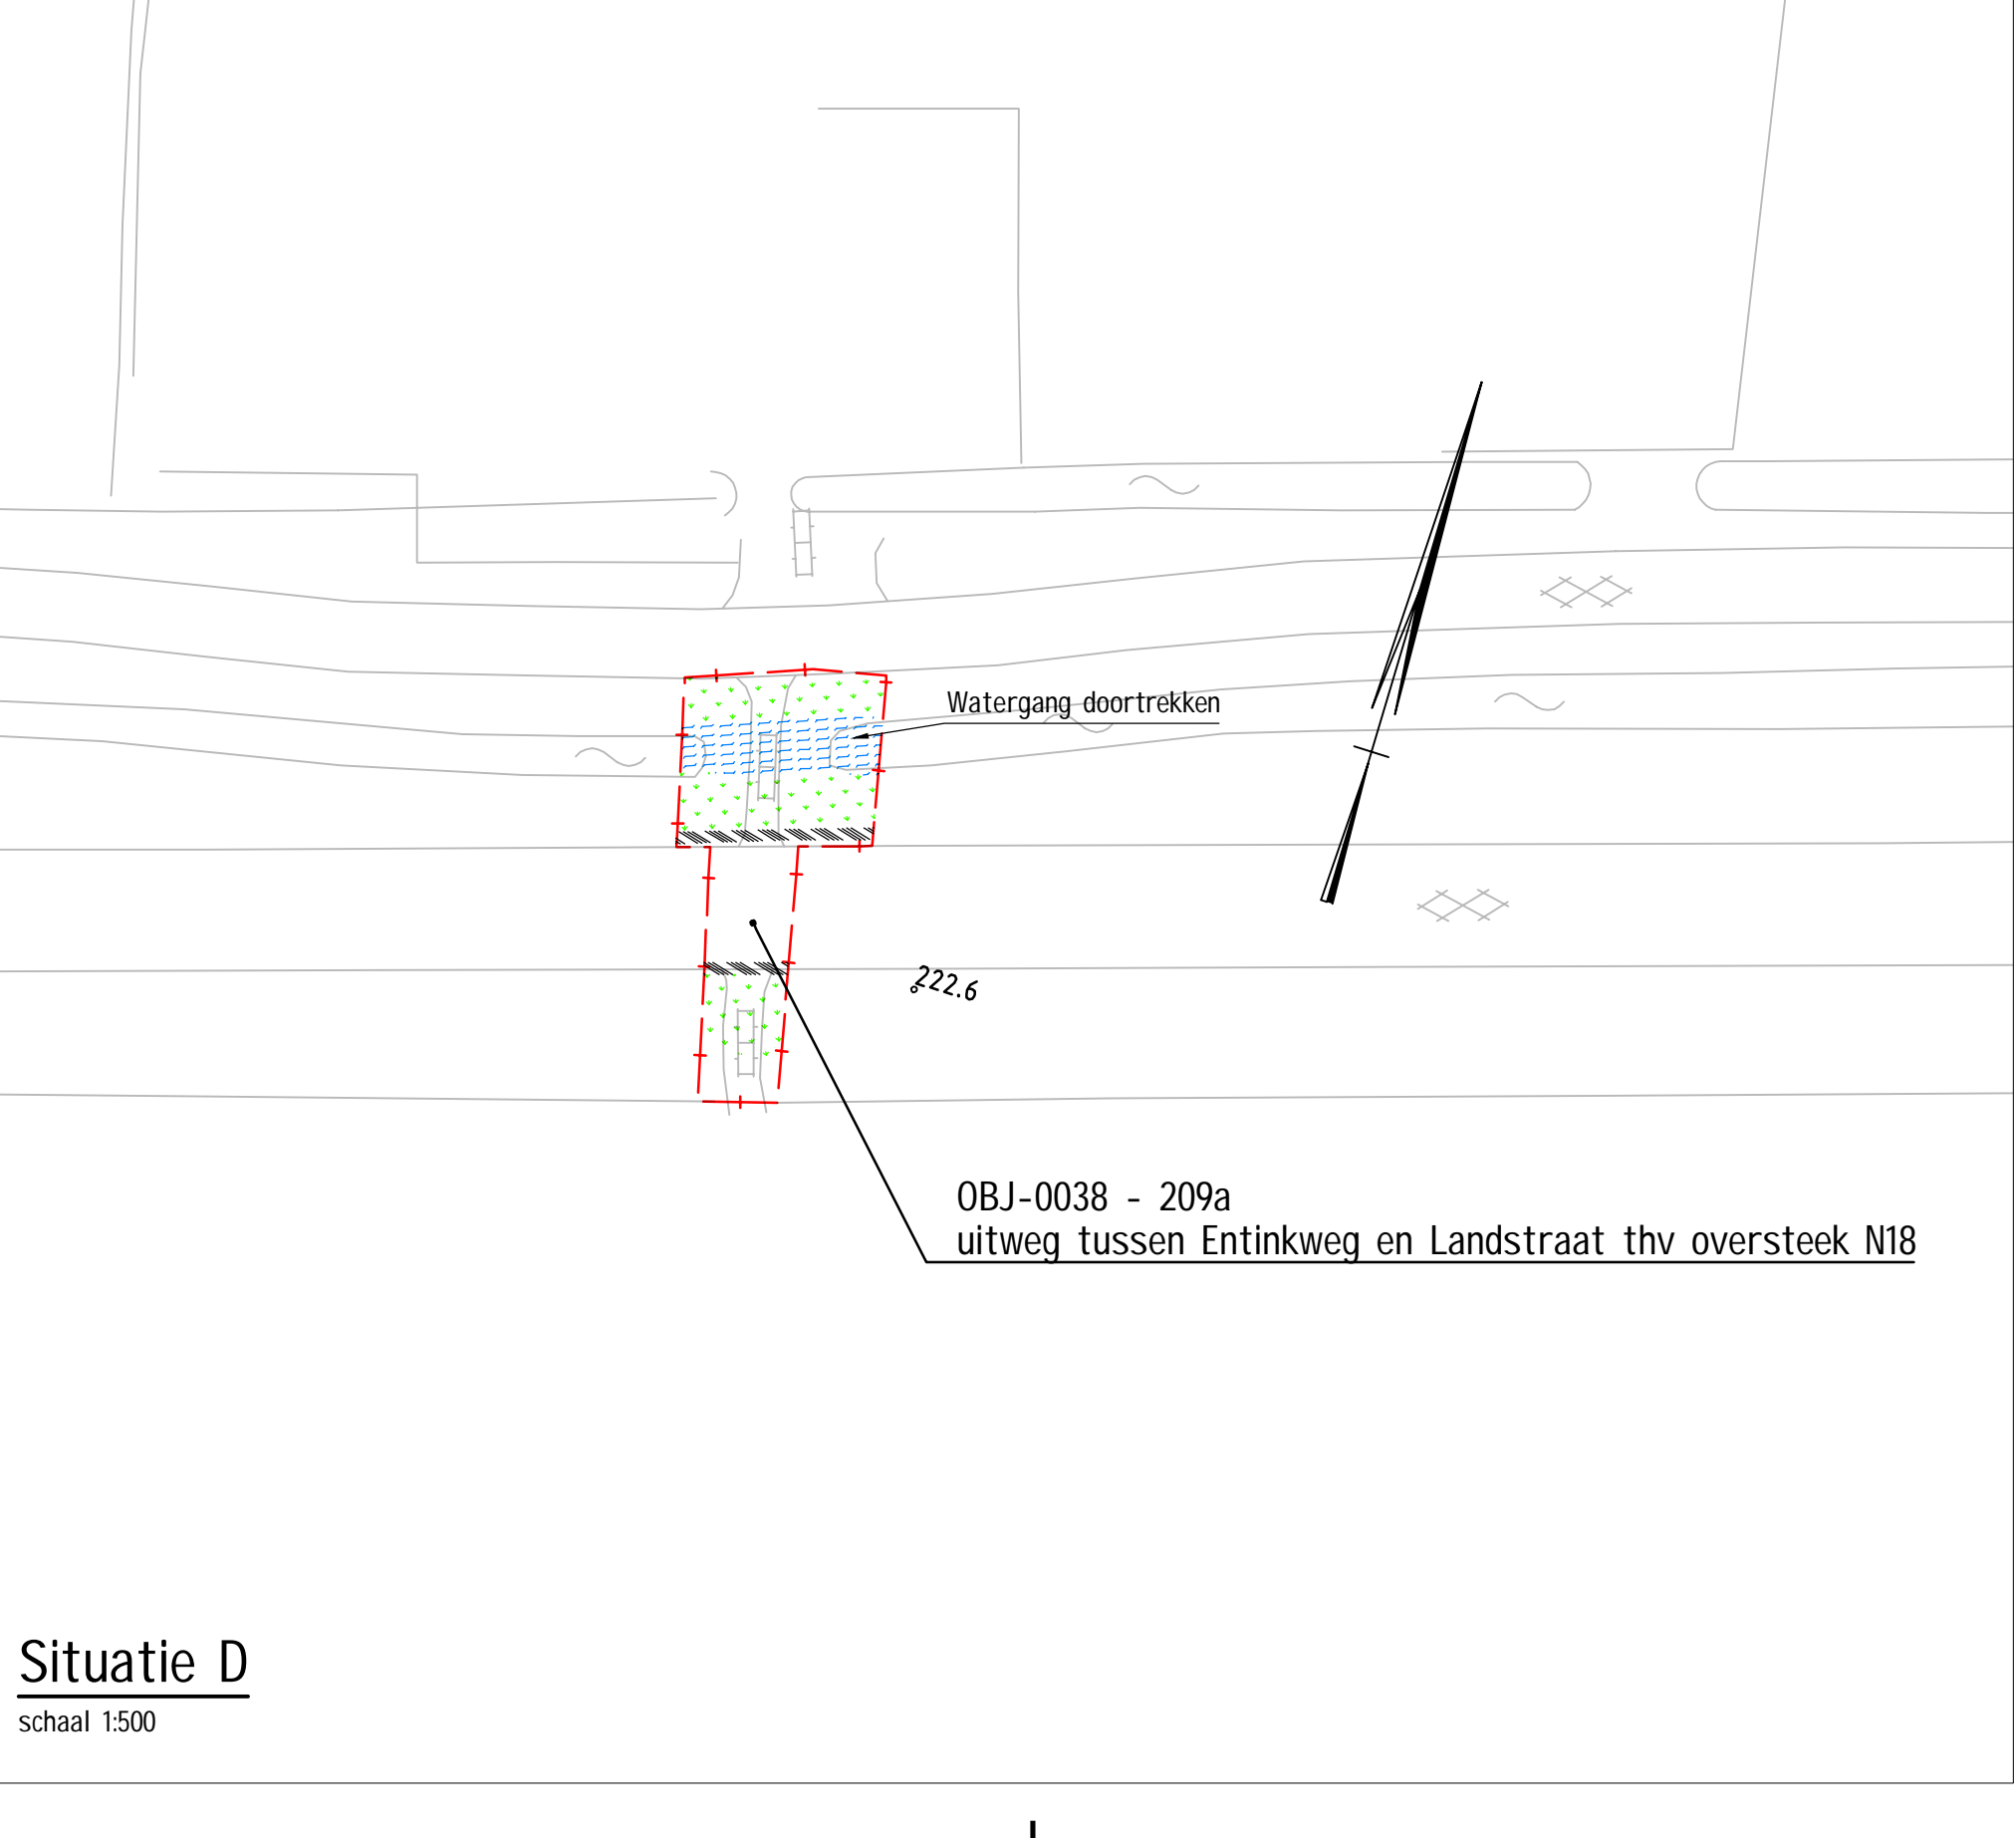 Watergang doortrekken
222.6
OBJ-0038 - 209a
uitweg tussen Entinkweg en Landstraat thv oversteek N18
Situatie D
schaal 1:500